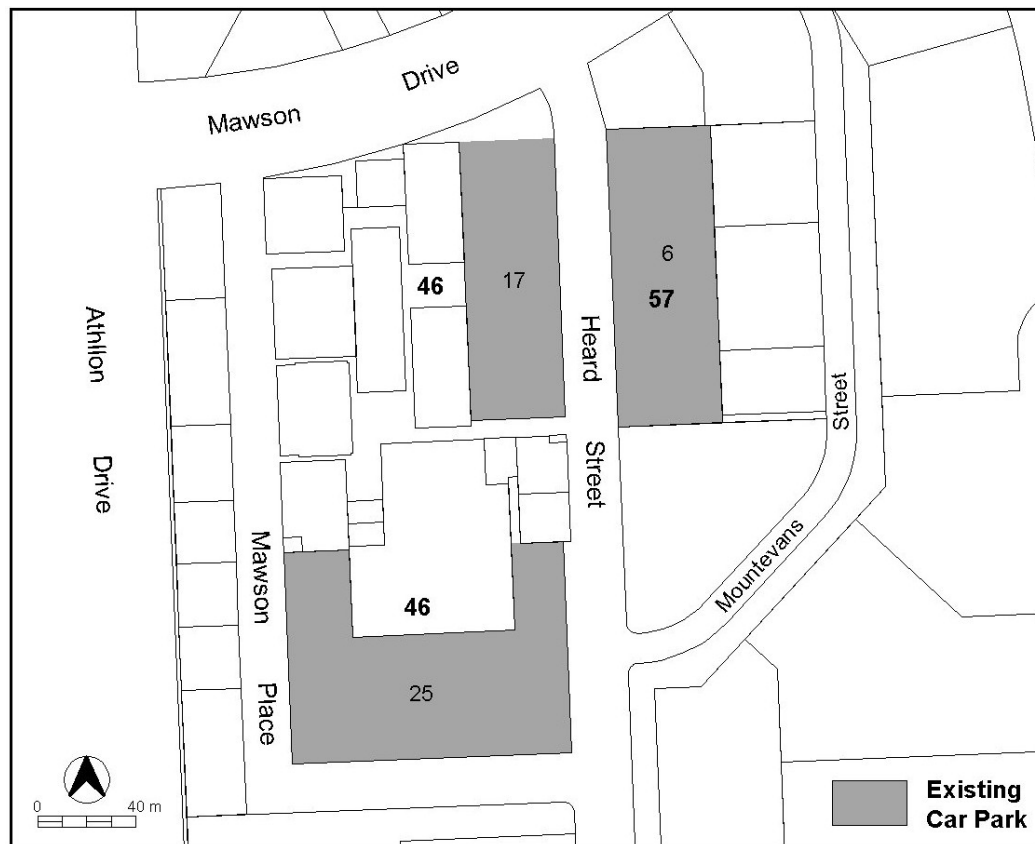 Mawson Drive
46
17
6
57
Athllon Drive
Heard Street
Street
Mountevans
Mawson Place
46
25
0 40 m
Existing
Car Park